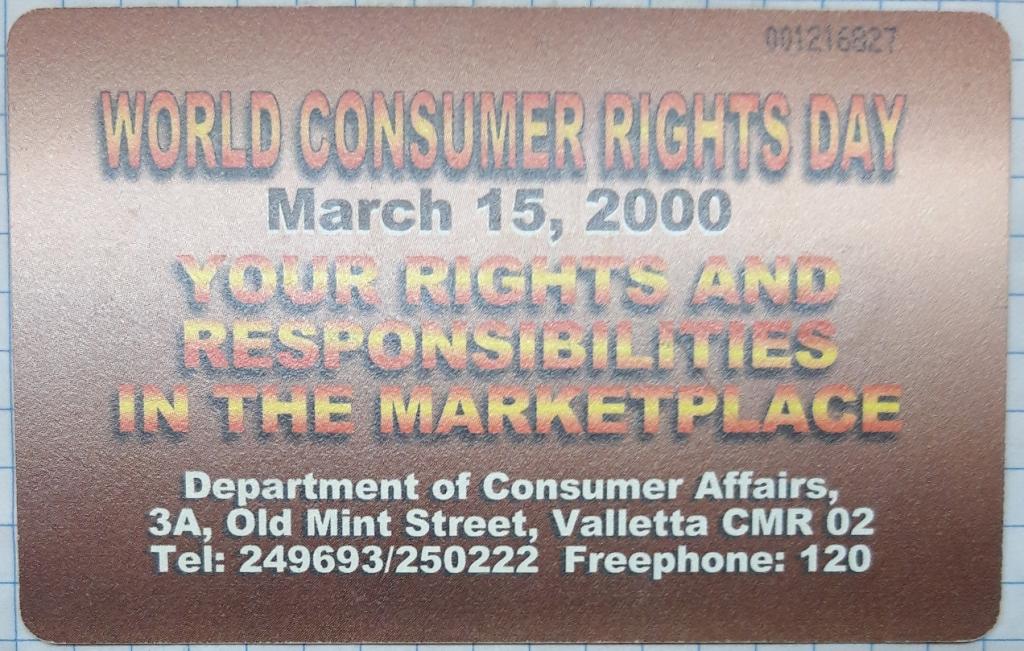 001216827
WORLD CONSUMER RIGHTS DAY
March 15, 2000
YOUR RIGHTS AND
RESPONSIBILITIES
IN THE MARKETPLACE
Department of Consumer Affairs,
3A, Old Mint Street, Valletta CMR 02
Tel: 249693/250222 Freephone: 120